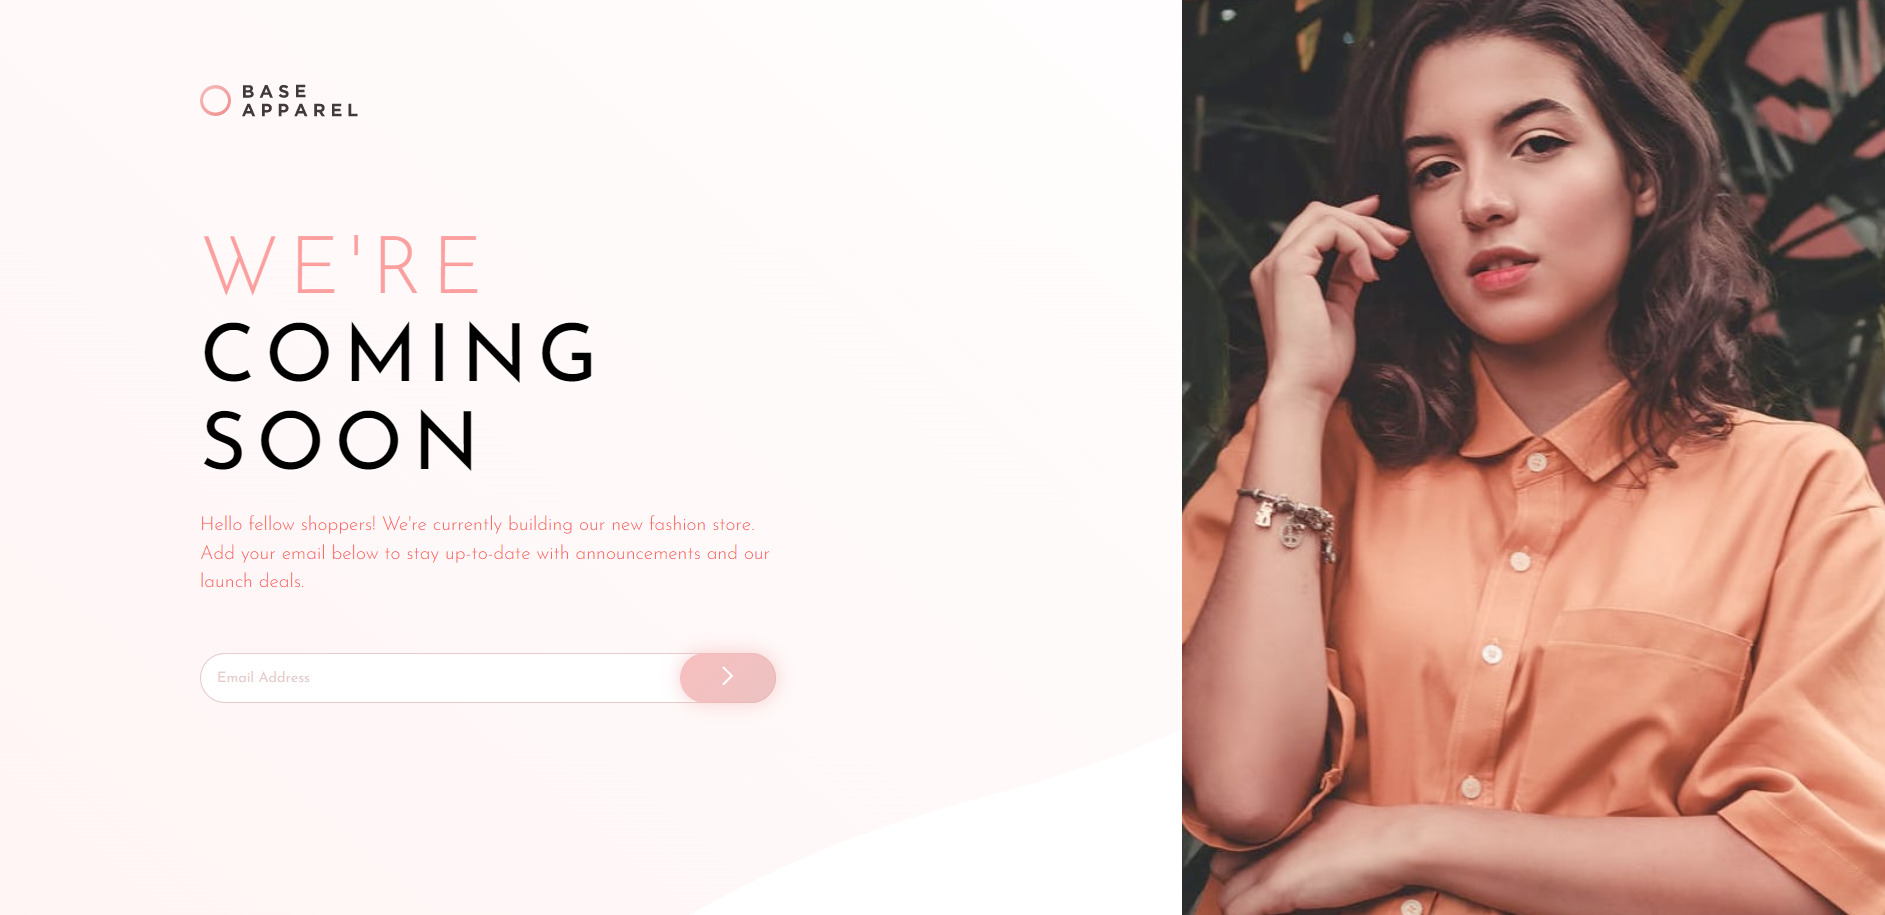 BASE
APPAREL
WE'RE
COMING
SOON
Hello fellow shoppers! We're currently building our new fashion store.
Add your email below to stay up-to-date with announcements and our
launch deals.
Email Address